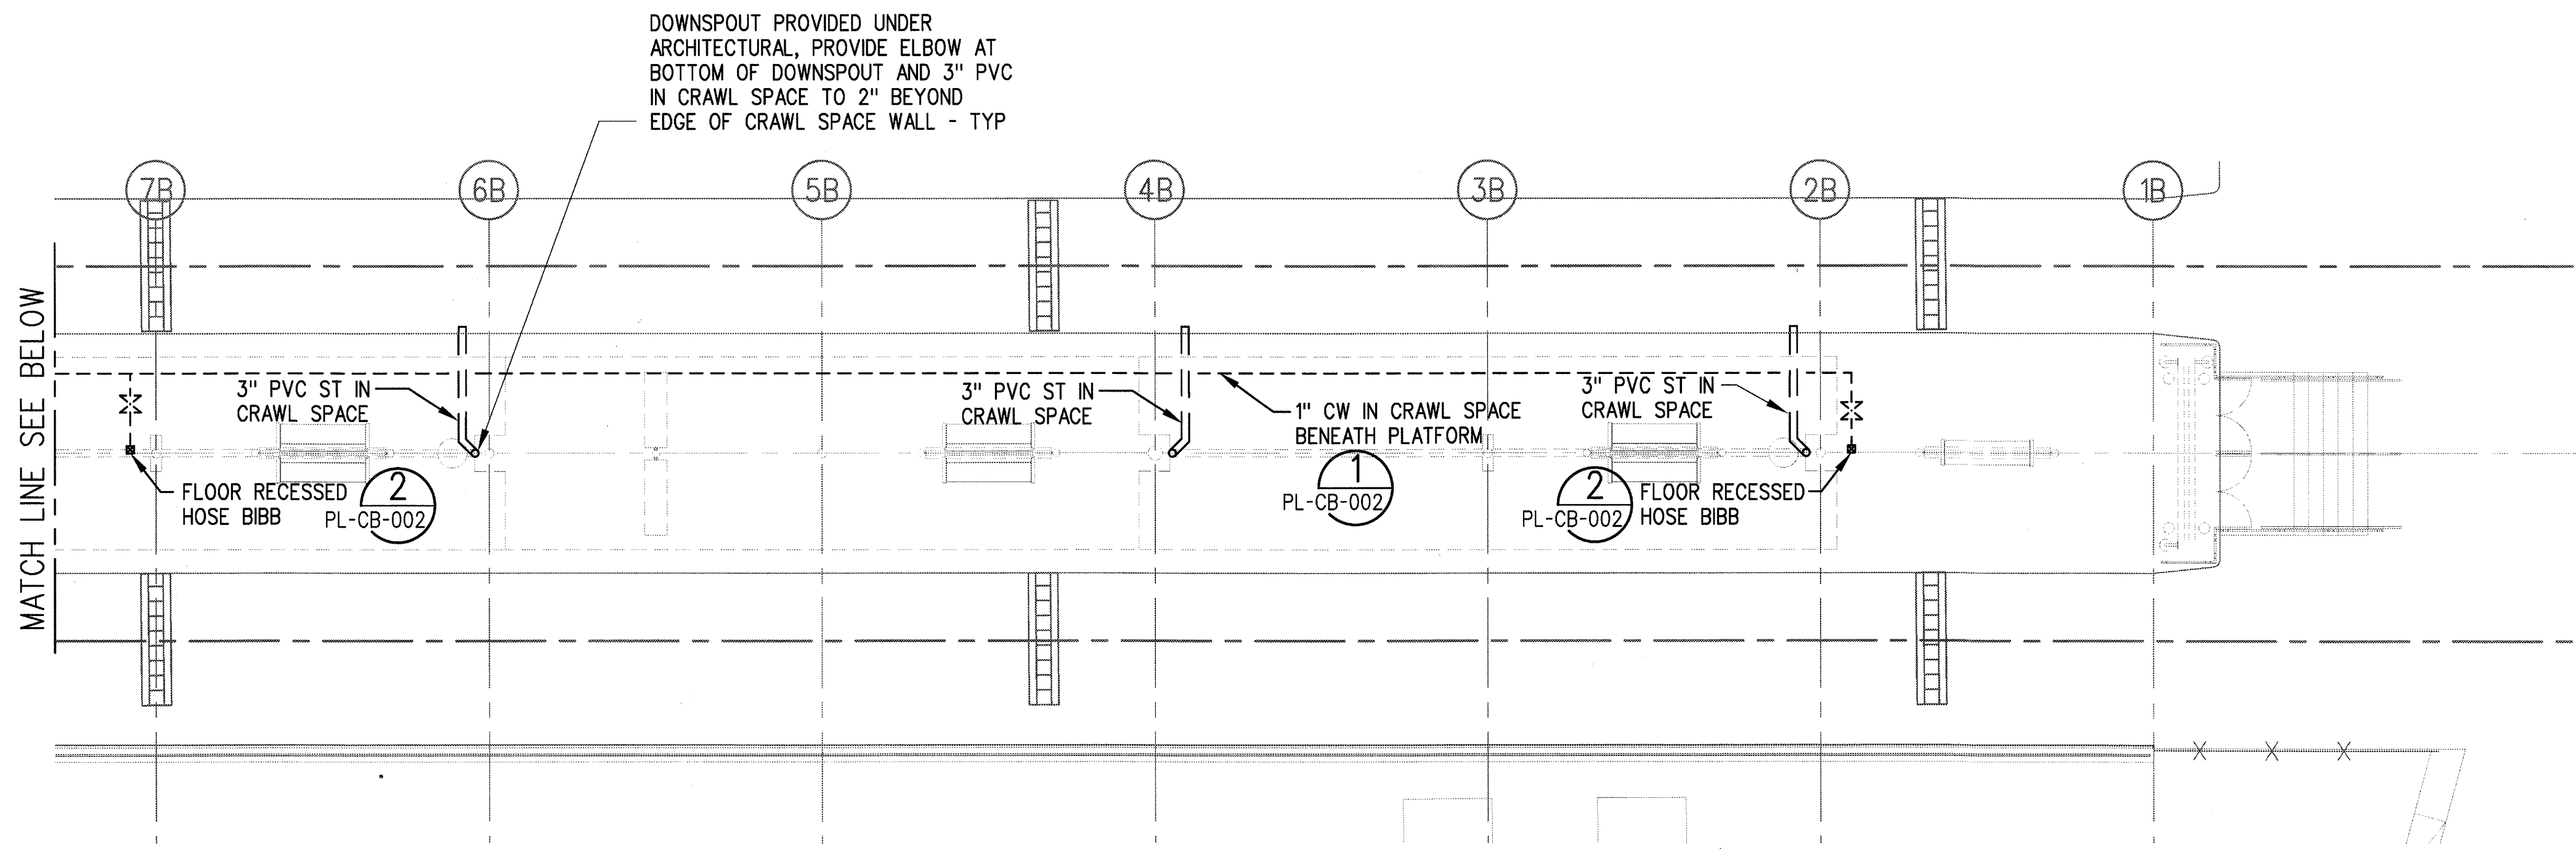 DOWNSPOUT PROVIDED UNDER
ARCHITECTURAL, PROVIDE ELBOW AT
BOTTOM OF DOWNSPOUT AND 3" PVC
IN CRAWL SPACE TO 2" BEYOND
EDGE OF CRAWL SPACE WALL - TYP
7B
6B
5B
4B
3B
2B
1B
MATCH LINE SEE BELOW
3" PVC ST IN
CRAWL SPACE
3" PVC ST IN
CRAWL SPACE
1" CW IN CRAWL SPACE
BENEATH PLATFORM
3" PVC ST IN
CRAWL SPACE
FLOOR RECESSED
HOSE BIBB
2
PL-CB-002
1
PL-CB-002
2
PL-CB-002
FLOOR RECESSED
HOSE BIBB